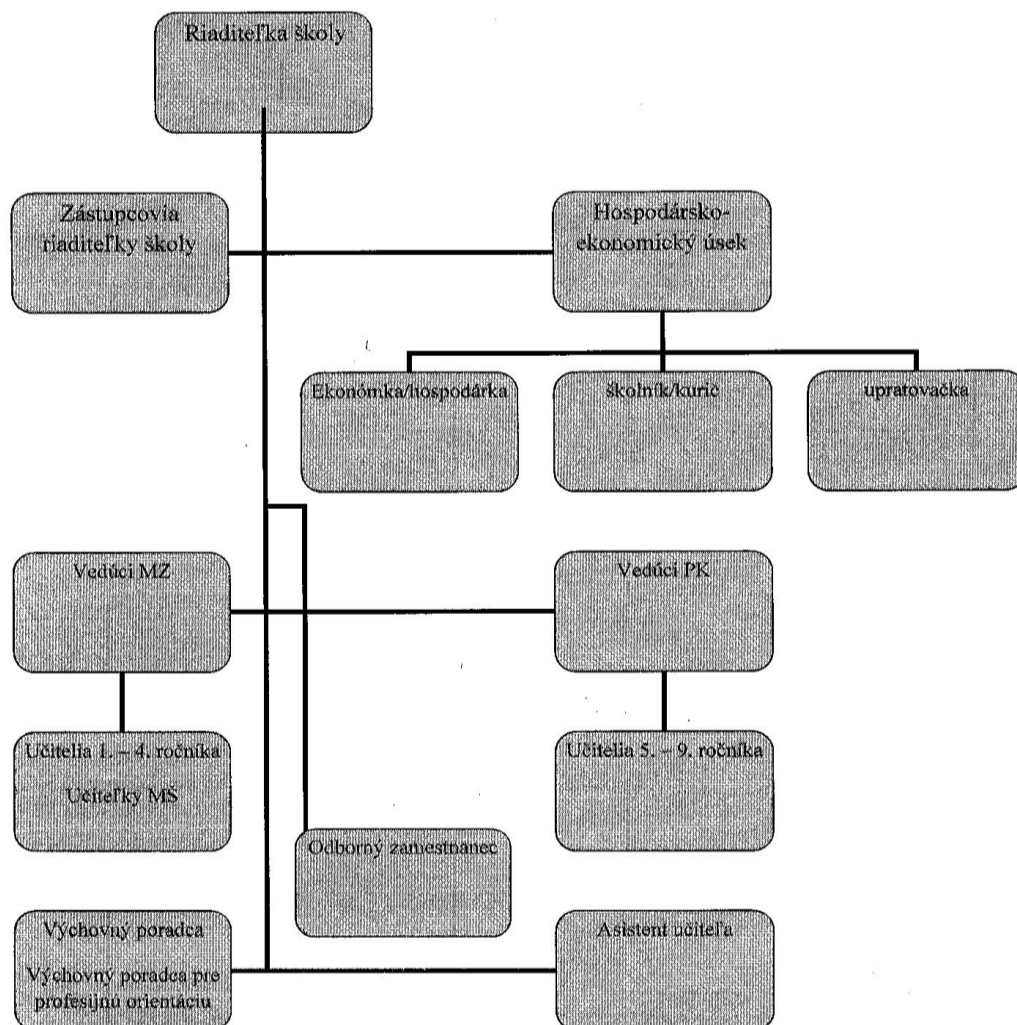 Riaditeľka školy
Zástupcovia
riaditeľky školy
Hospodársko-
ekonomický úsek
Ekonómka/hospodárka
školník/kurič
upratovačka
Vedúci MZ
Vedúci PK
Učitelia 1. – 4. ročníka
Učiteľky MŠ
Učitelia 5. – 9. ročníka
Odborný zamestnanec
Výchovný poradca
Výchovný poradca pre
profesijnú orientáciu
Asistent učiteľa